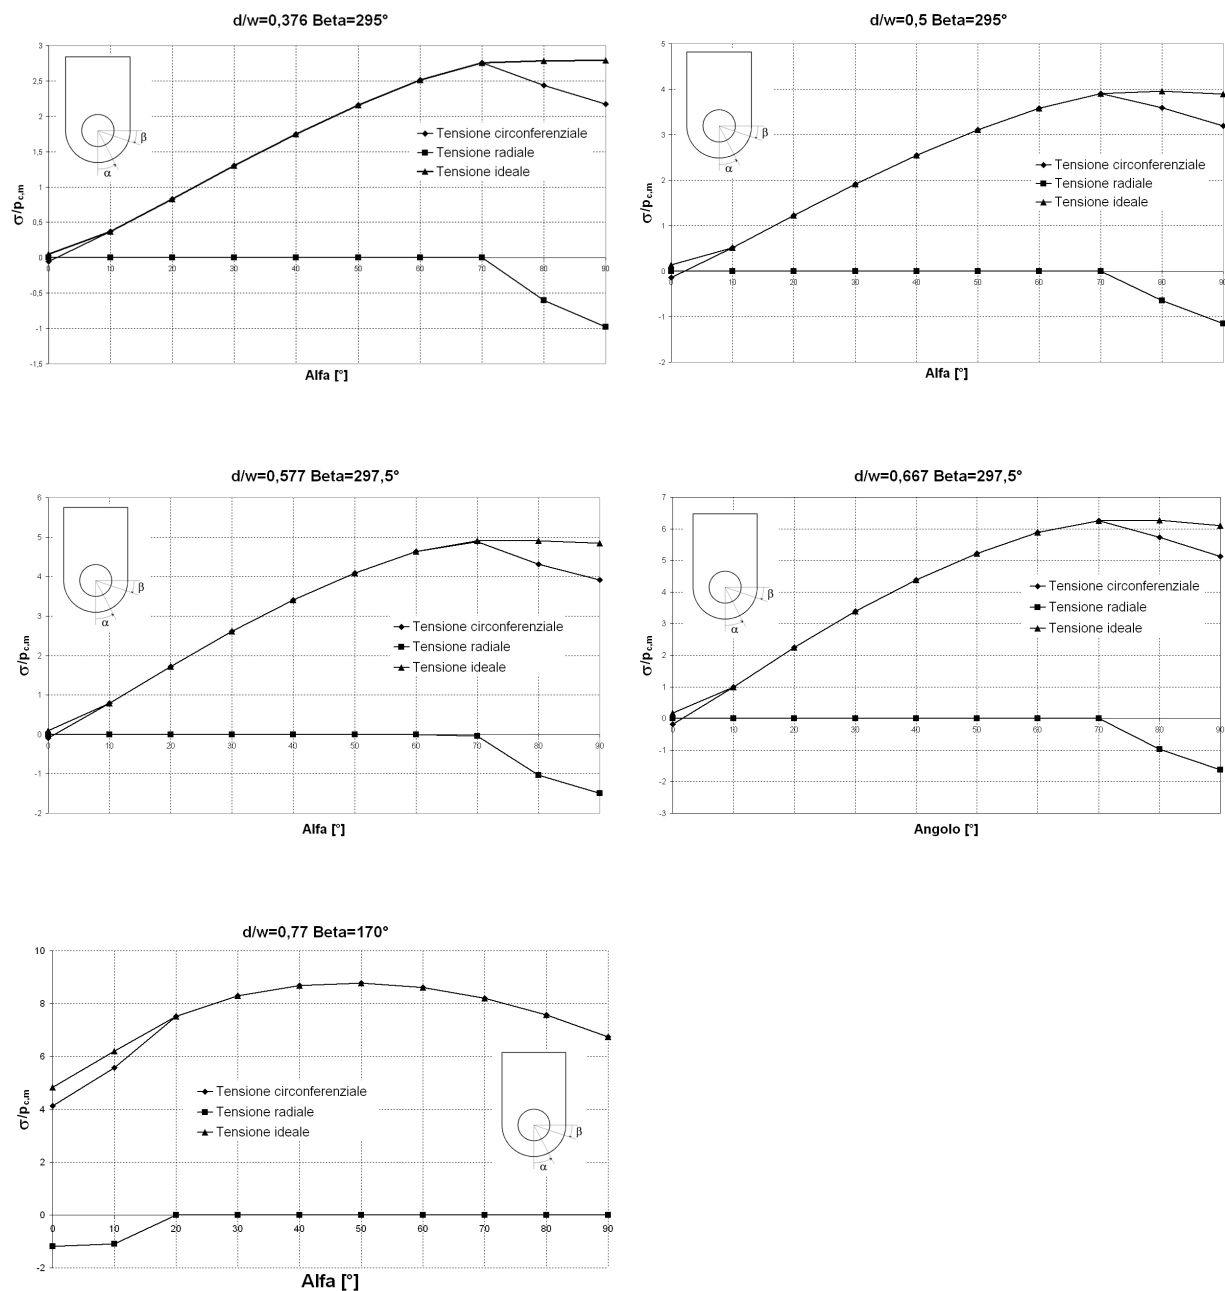 d/w=0,376 Beta=295°
3
2,5
2
1,5
1
0,5
0
-0,5
-1
-1,5
σ/p c,m
0 10 20 30 40 50 60 70 80 90
Alfa [°]
β
α
Tensione circonferenziale
Tensione radiale
Tensione ideale
d/w=0,5 Beta=295°
5
4
3
2
1
0
-1
-2
σ/p c,m
0 10 20 30 40 50 60 70 80 90
Alfa [°]
β
α
Tensione circonferenziale
Tensione radiale
Tensione ideale
d/w=0,577 Beta=297,5°
6
5
4
3
2
1
0
-1
-2
σ/p c,m
0 10 20 30 40 50 60 70 80 90
Alfa [°]
β
α
Tensione circonferenziale
Tensione radiale
Tensione ideale
d/w=0,667 Beta=297,5°
7
6
5
4
3
2
1
0
-1
-2
-3
σ/p c,m
0 10 20 30 40 50 60 70 80 90
Angolo [°]
β
α
Tensione circonferenziale
Tensione radiale
Tensione ideale
d/w=0,77 Beta=170°
10
8
6
4
2
0
-2
σ/p c,m
0 10 20 30 40 50 60 70 80 90
Alfa [°]
β
α
Tensione circonferenziale
Tensione radiale
Tensione ideale